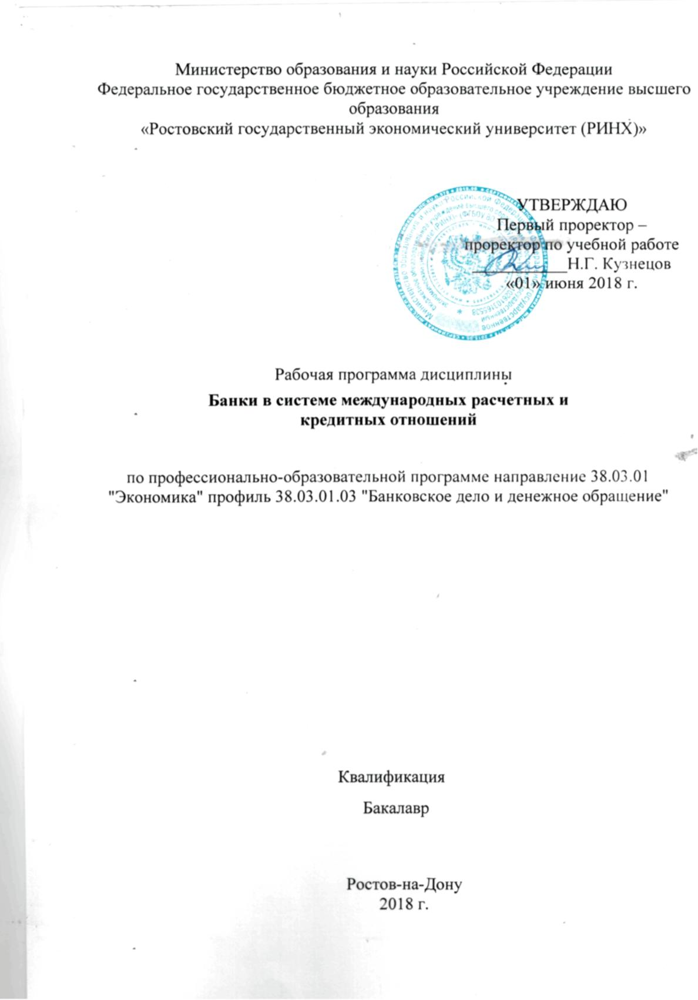 Министерство образования и науки Российской Федерации
Федеральное государственное бюджетное образовательное учреждение высшего
образования
«Ростовский государственный экономический университет (РИНХ)»
УТВЕРЖДАЮ
Первый проректор –
проректор по учебной работе
Н.Г. Кузнецов
«01» июня 2018 г.
Рабочая программа дисциплины
Банки в системе международных расчетных и
кредитных отношений
по профессионально-образовательной программе направление 38.03.01
"Экономика" профиль 38.03.01.03 "Банковское дело и денежное обращение"
Квалификация
Бакалавр
Ростов-на-Дону
2018 г.